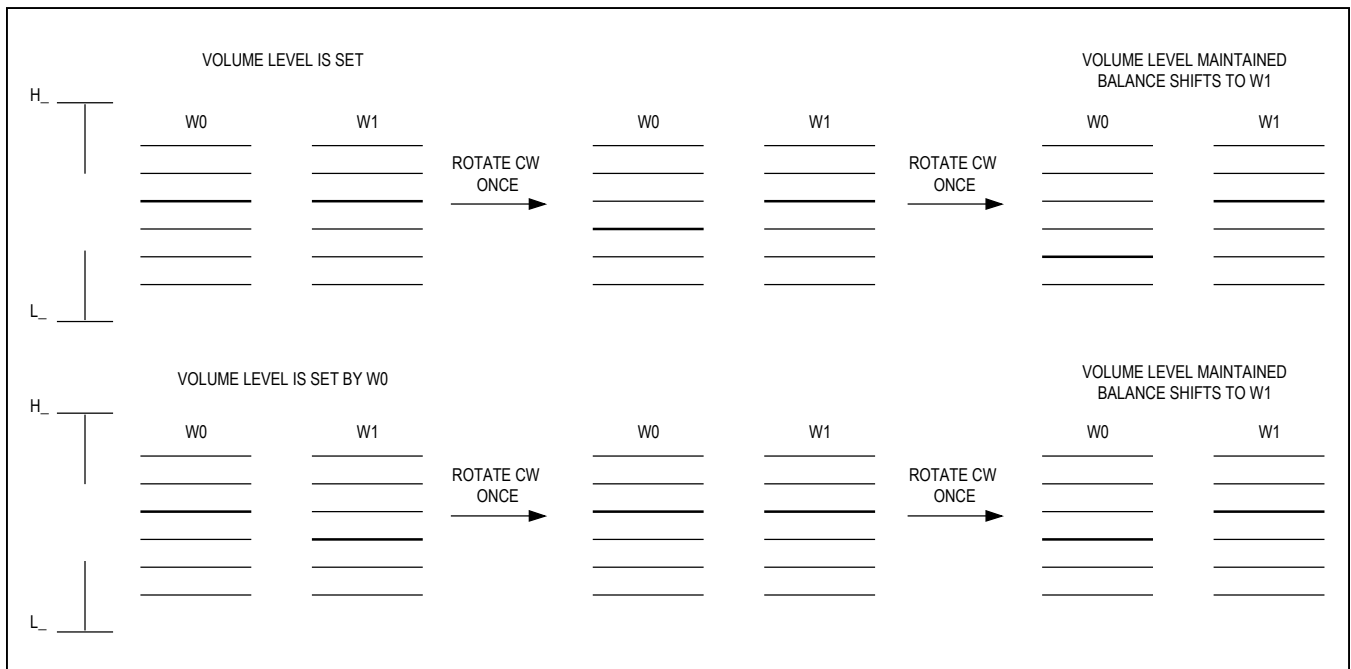 VOLUME LEVEL IS SET
VOLUME LEVEL MAINTAINED
BALANCE SHIFTS TO W1
H_
W0
W1
W0
W1
W0
W1
ROTATE CW
ONCE
ROTATE CW
ONCE
L_
VOLUME LEVEL IS SET BY W0
VOLUME LEVEL MAINTAINED
BALANCE SHIFTS TO W1
H_
W0
W1
W0
W1
W0
W1
ROTATE CW
ONCE
ROTATE CW
ONCE
L_